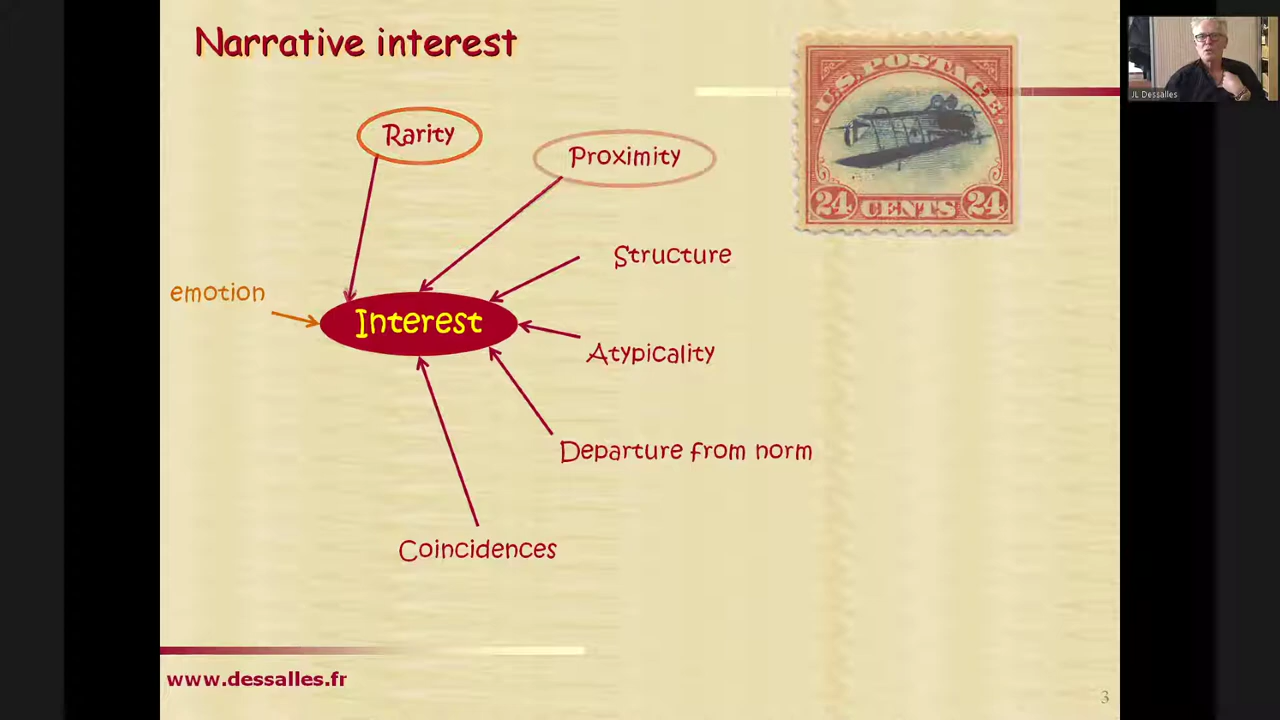 Narrative interest
JL Dessalles
U.S. POSTAGE
24 CENTS 24
Rarity
Proximity
Structure
emotion
Interest
Atypicality
Departure from norm
Coincidences
www.dessalles.fr
3